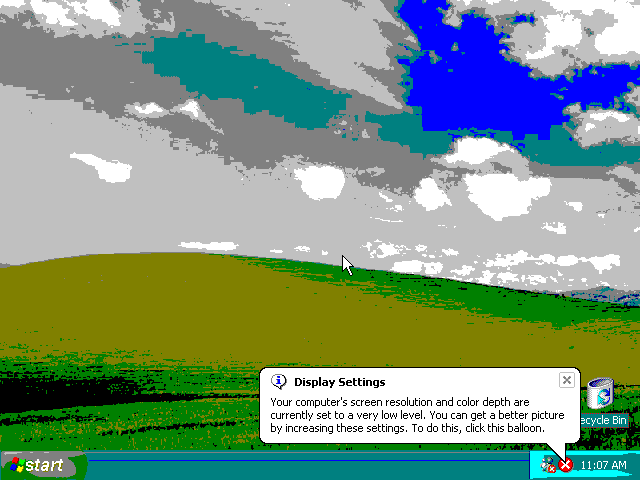 Display Settings
Your computer's screen resolution and color depth are
currently set to a very low level. You can get a better picture
by increasing these settings. To do this, click this balloon.
ecycle Bin
start
11:07 AM